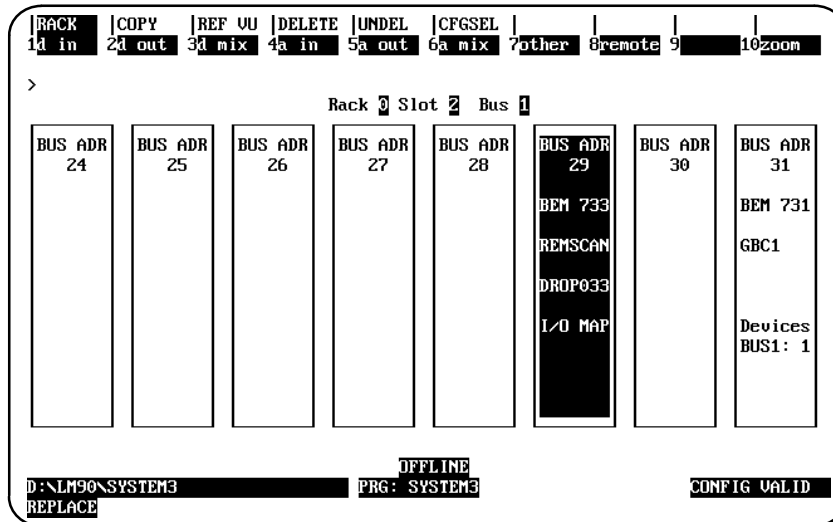 |RACK |COPY |REF VU |DELETE |UNDEL |CFGSEL | | | |
1d in 2d out 3d mix 4a in 5a out 6a mix 7other 8remote 9 10zoom
>
Rack 0 Slot 2 Bus 1
BUS ADR BUS ADR BUS ADR BUS ADR BUS ADR BUS ADR BUS ADR BUS ADR
24 25 26 27 28 29 30 31
BEM 733 BEM 731
REMSCAN GBC1
DROP033
I/O MAP Devices
BUS1: 1
OFFLINE
D:\LM90\SYSTEM3 PRG: SYSTEM3 CONFIG VALID
REPLACE